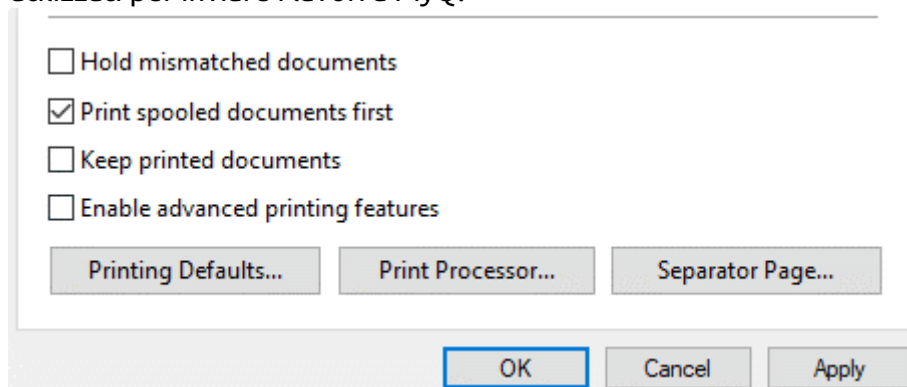 Hold mismatched documents
Print spooled documents first
Keep printed documents
Enable advanced printing features
Printing Defaults... Print Processor... Separator Page...
OK Cancel Apply